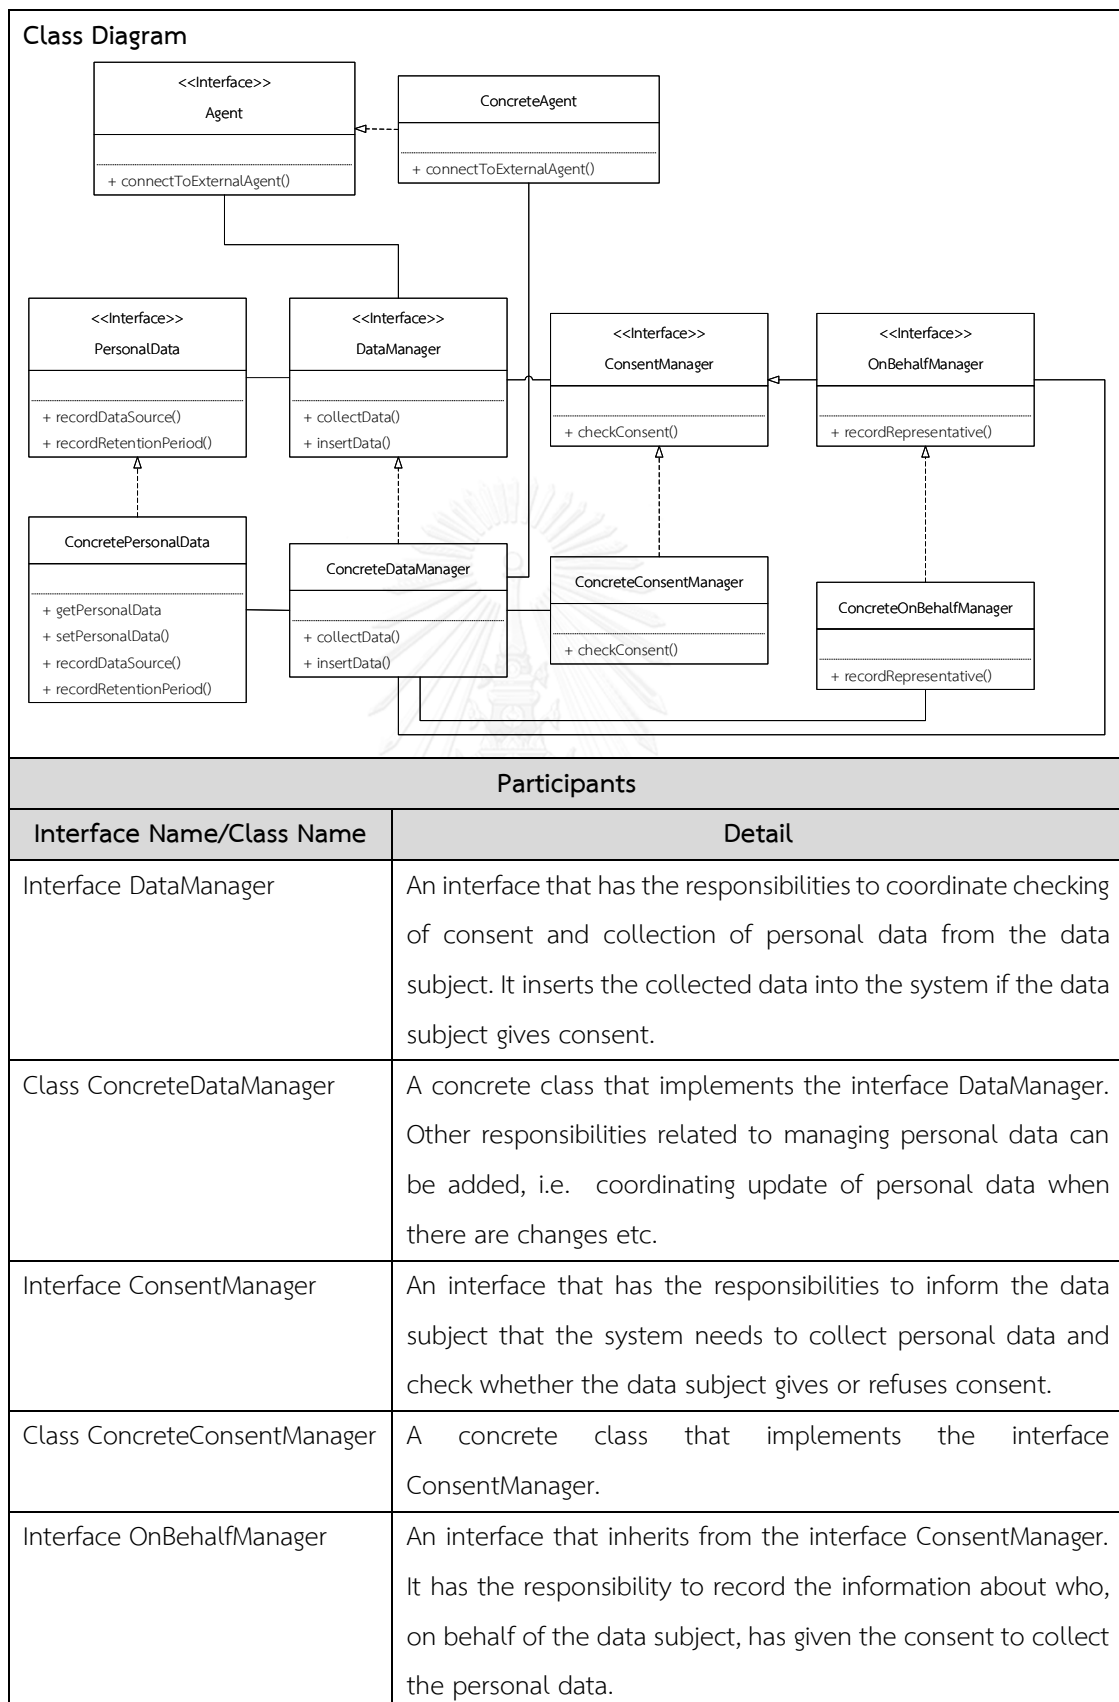 Class Diagram
<<Interface>>
Agent
+ connectToExternalAgent()
ConcreteAgent
+ connectToExternalAgent()
<<Interface>>
PersonalData
+ recordDataSource()
+ recordRetentionPeriod()
<<Interface>>
DataManager
+ collectData()
+ insertData()
<<Interface>>
ConsentManager
+ checkConsent()
<<Interface>>
OnBehalfManager
+ recordRepresentative()
ConcretePersonalData
+ getPersonalData
+ setPersonalData()
+ recordDataSource()
+ recordRetentionPeriod()
ConcreteDataManager
+ collectData()
+ insertData()
ConcreteConsentManager
+ checkConsent()
ConcreteOnBehalfManager
+ recordRepresentative()
Participants
Interface Name/Class Name
Detail
Interface DataManager
An interface that has the responsibilities to coordinate checking
of consent and collection of personal data from the data
subject. It inserts the collected data into the system if the data
subject gives consent.
Class ConcreteDataManager
A concrete class that implements the interface DataManager.
Other responsibilities related to managing personal data can
be added, i.e. coordinating update of personal data when
there are changes etc.
Interface ConsentManager
An interface that has the responsibilities to inform the data
subject that the system needs to collect personal data and
check whether the data subject gives or refuses consent.
Class ConcreteConsentManager
A concrete class that implements the interface
ConsentManager.
Interface OnBehalfManager
An interface that inherits from the interface ConsentManager.
It has the responsibility to record the information about who,
on behalf of the data subject, has given the consent to collect
the personal data.